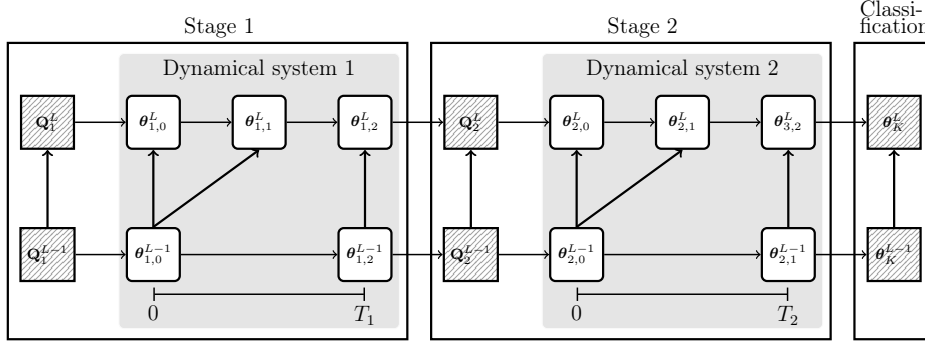 Stage 1
Stage 2
Classi-
fication
Dynamical system 1
Dynamical system 2
Q_1^L θ_{1,0}^L θ_{1,1}^L θ_{1,2}^L Q_2^L θ_{2,0}^L θ_{2,1}^L θ_{3,2}^L θ_K^L
Q_1^{L-1} θ_{1,0}^{L-1} θ_{1,2}^{L-1} Q_2^{L-1} θ_{2,0}^{L-1} θ_{2,1}^{L-1} θ_K^{L-1}
0 T_1 0 T_2